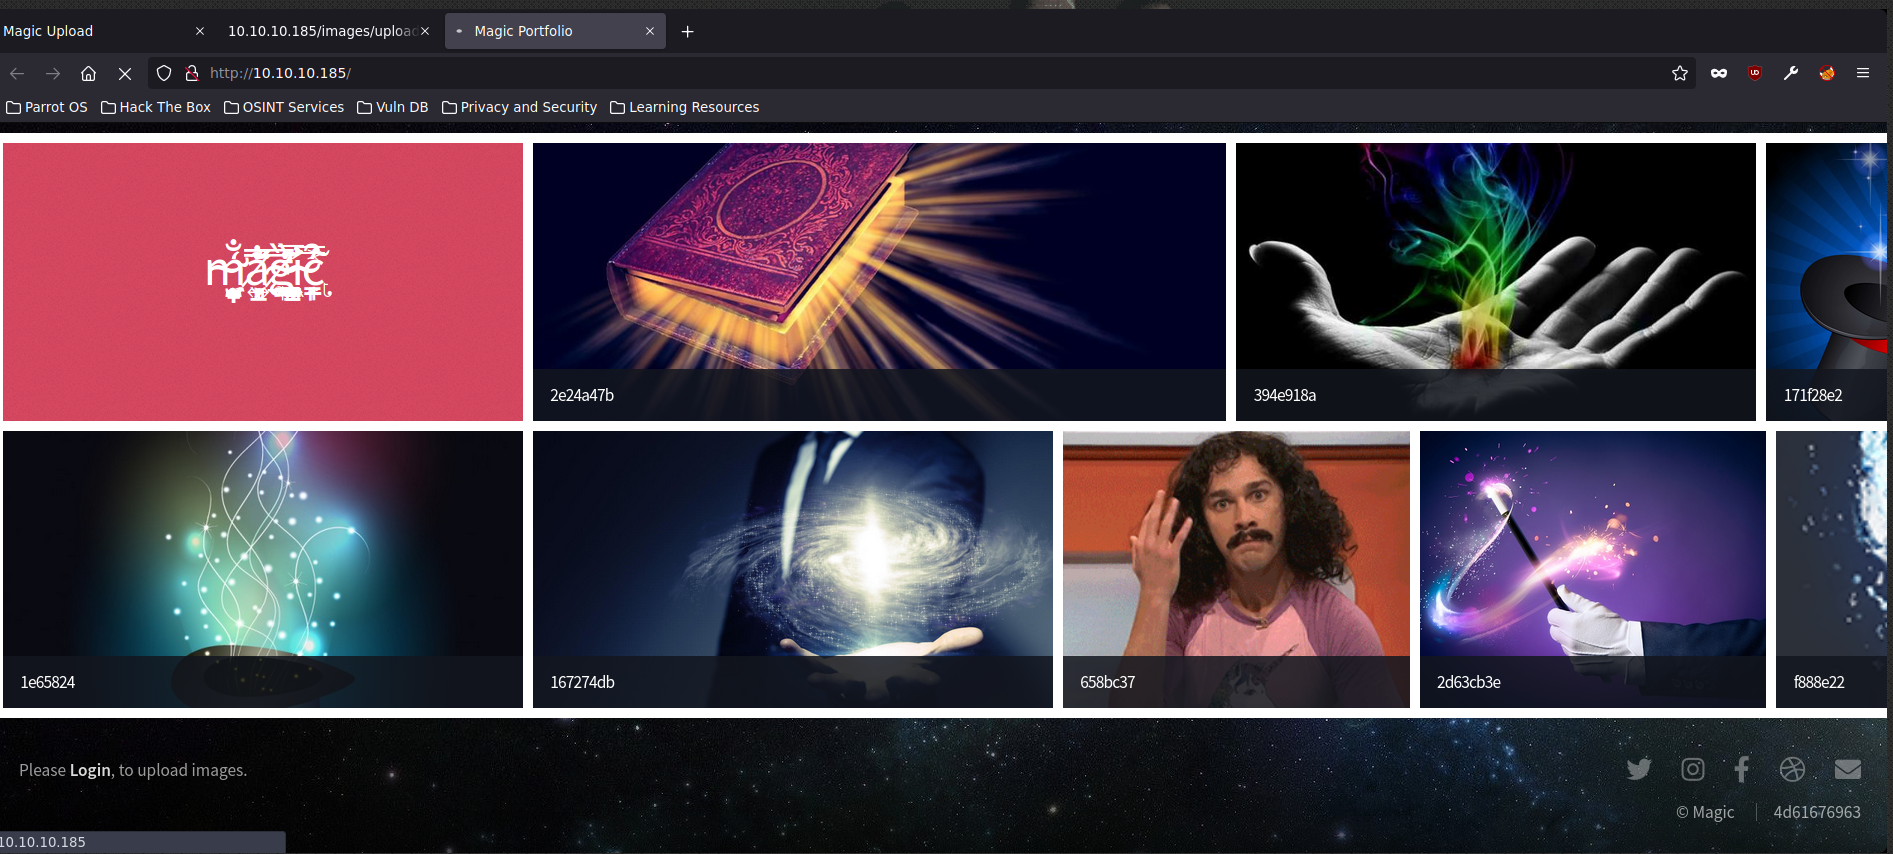 Magic Upload
10.10.10.185/images/upload
Magic Portfolio
http://10.10.10.185/
Parrot OS
Hack The Box
OSINT Services
Vuln DB
Privacy and Security
Learning Resources
2e24a47b
394e918a
171f28e2
1e65824
167274db
658bc37
2d63cb3e
f888e22
Please Login, to upload images.
© Magic
4d61676963
10.10.10.185